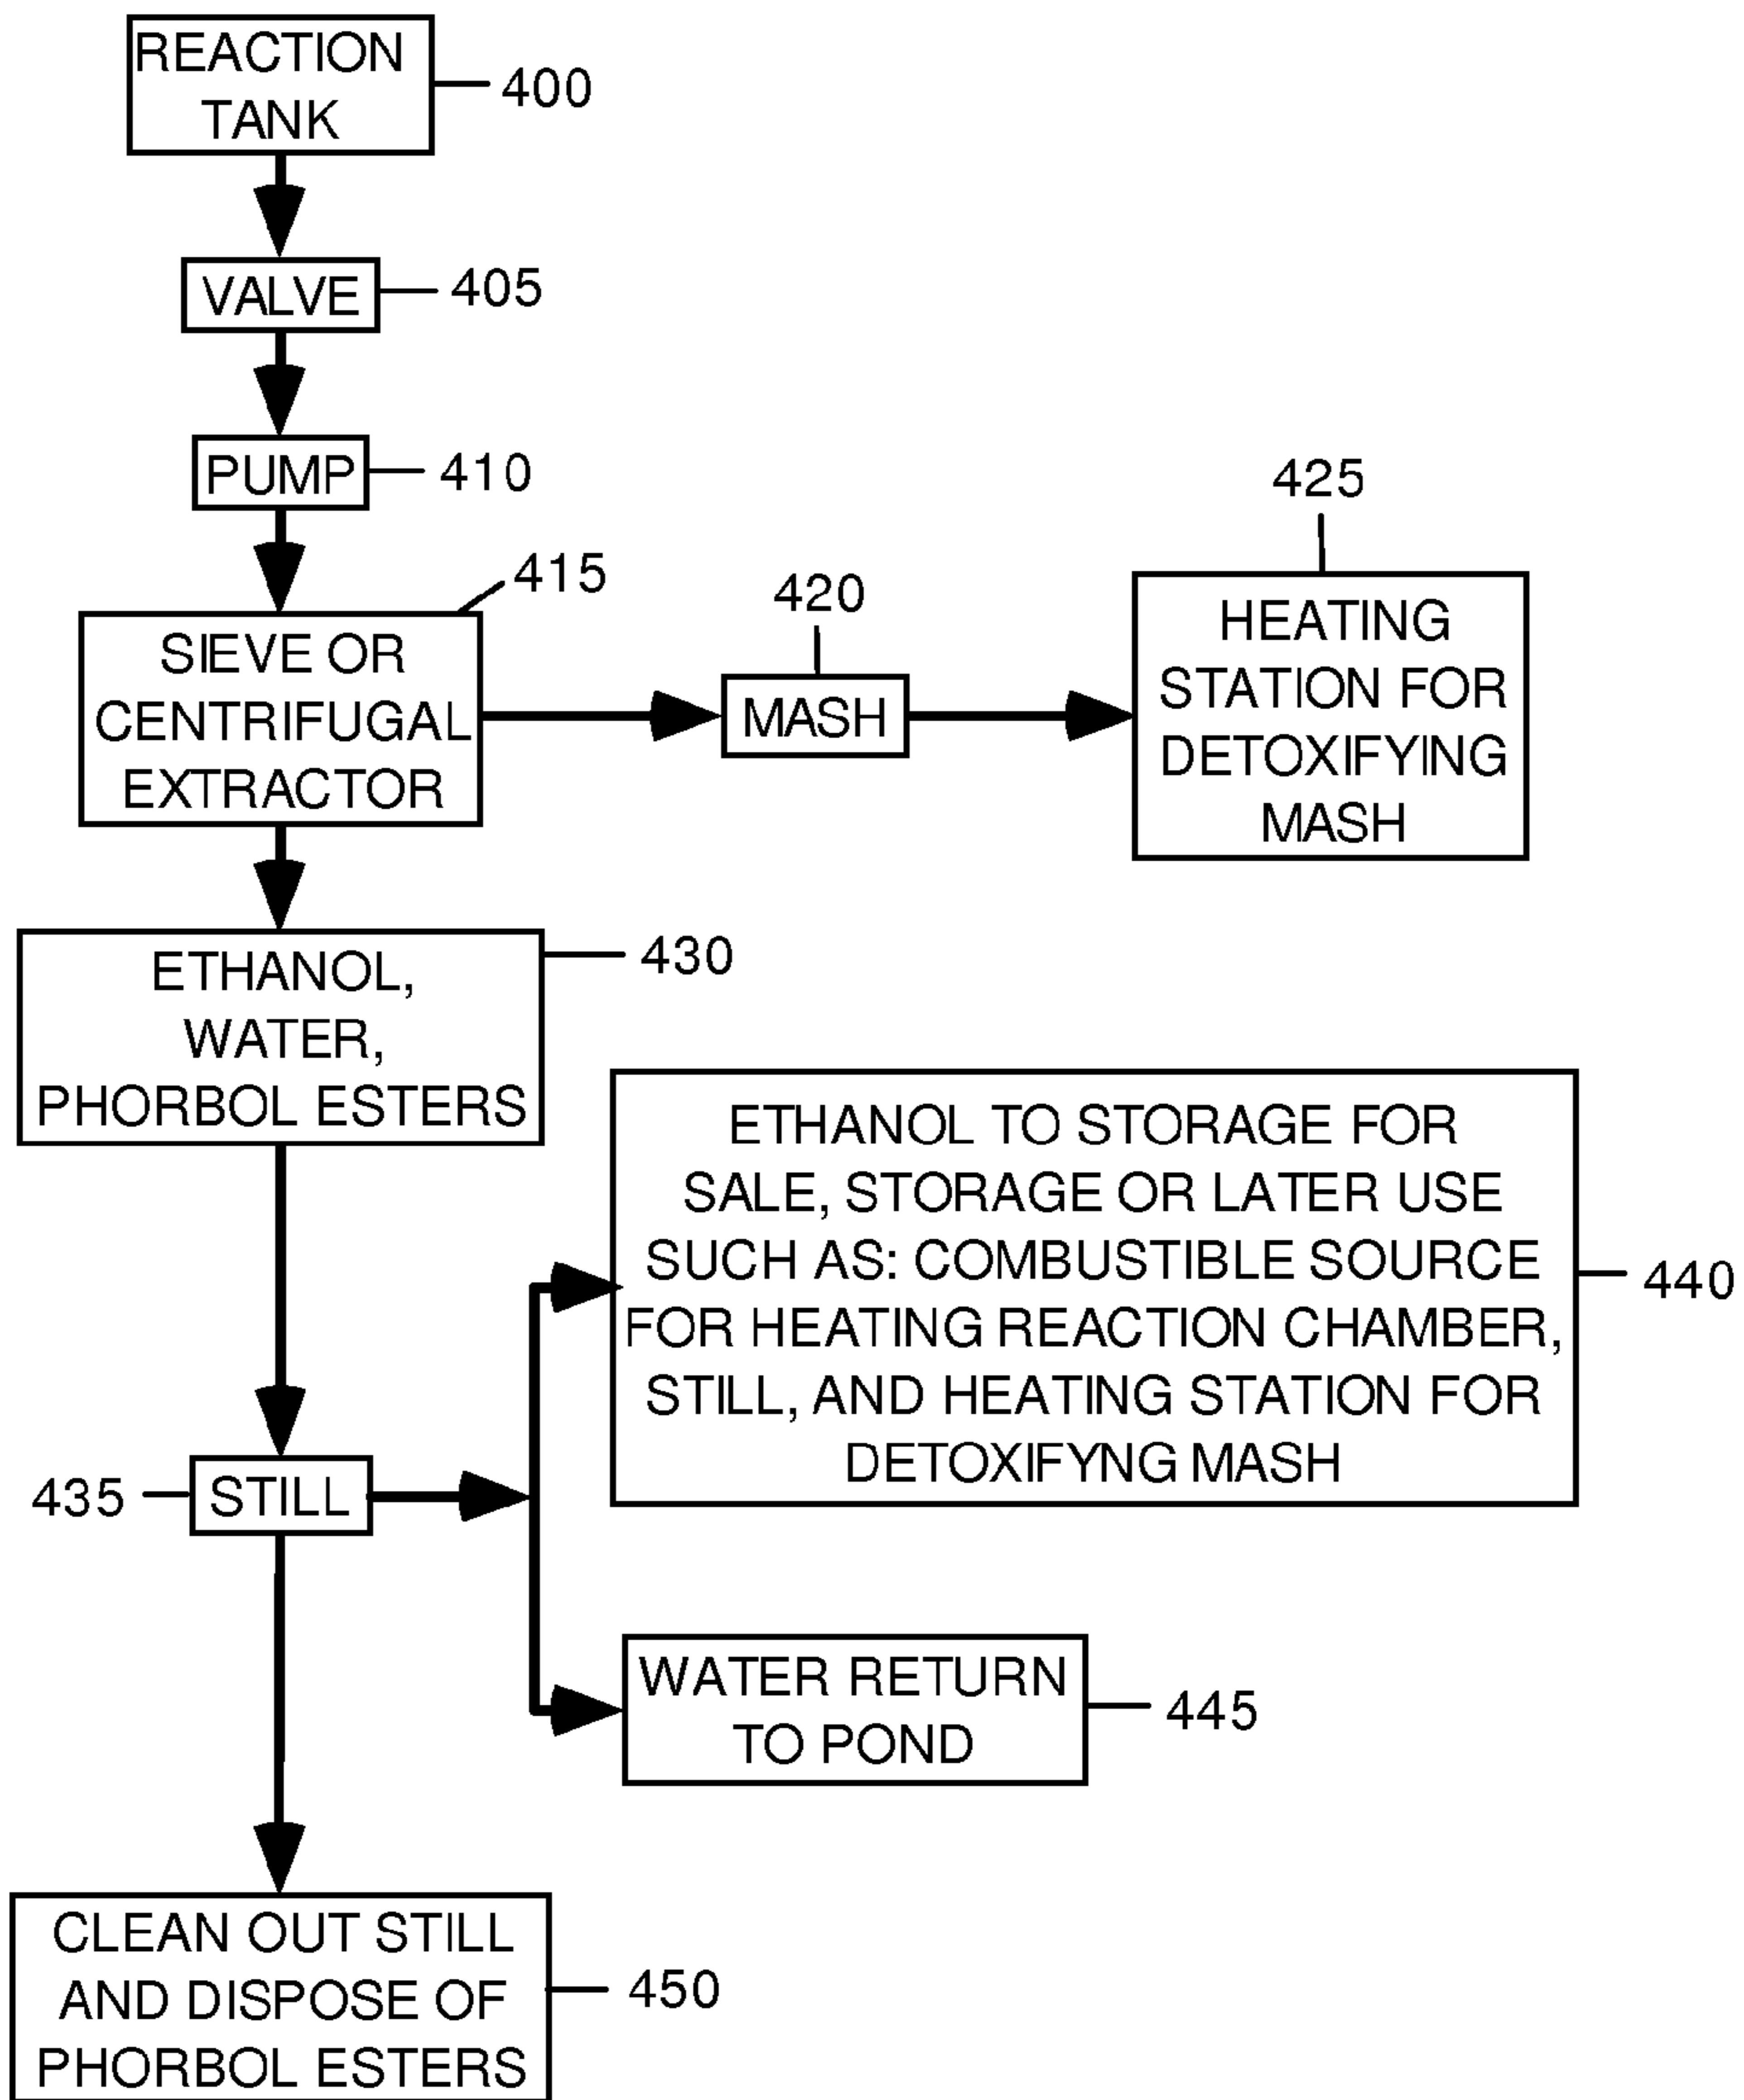 REACTION
TANK
400
VALVE
405
PUMP
410
415
SIEVE OR
CENTRIFUGAL
EXTRACTOR
420
MASH
425
HEATING
STATION FOR
DETOXIFYING
MASH
ETHANOL,
WATER,
PHORBOL ESTERS
430
435
STILL
ETHANOL TO STORAGE FOR
SALE, STORAGE OR LATER USE
SUCH AS: COMBUSTIBLE SOURCE
FOR HEATING REACTION CHAMBER,
STILL, AND HEATING STATION FOR
DETOXIFYNG MASH
440
WATER RETURN
TO POND
445
CLEAN OUT STILL
AND DISPOSE OF
PHORBOL ESTERS
450